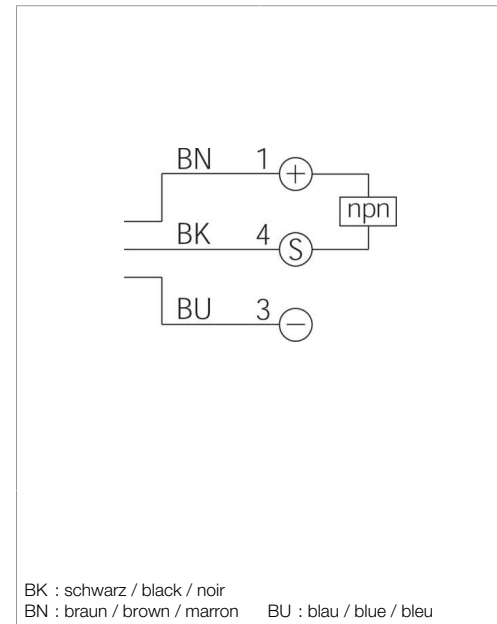 BN 1 +
npn
BK 4 S
BU 3 −
BK : schwarz / black / noir
BN : braun / brown / marron BU : blau / blue / bleu